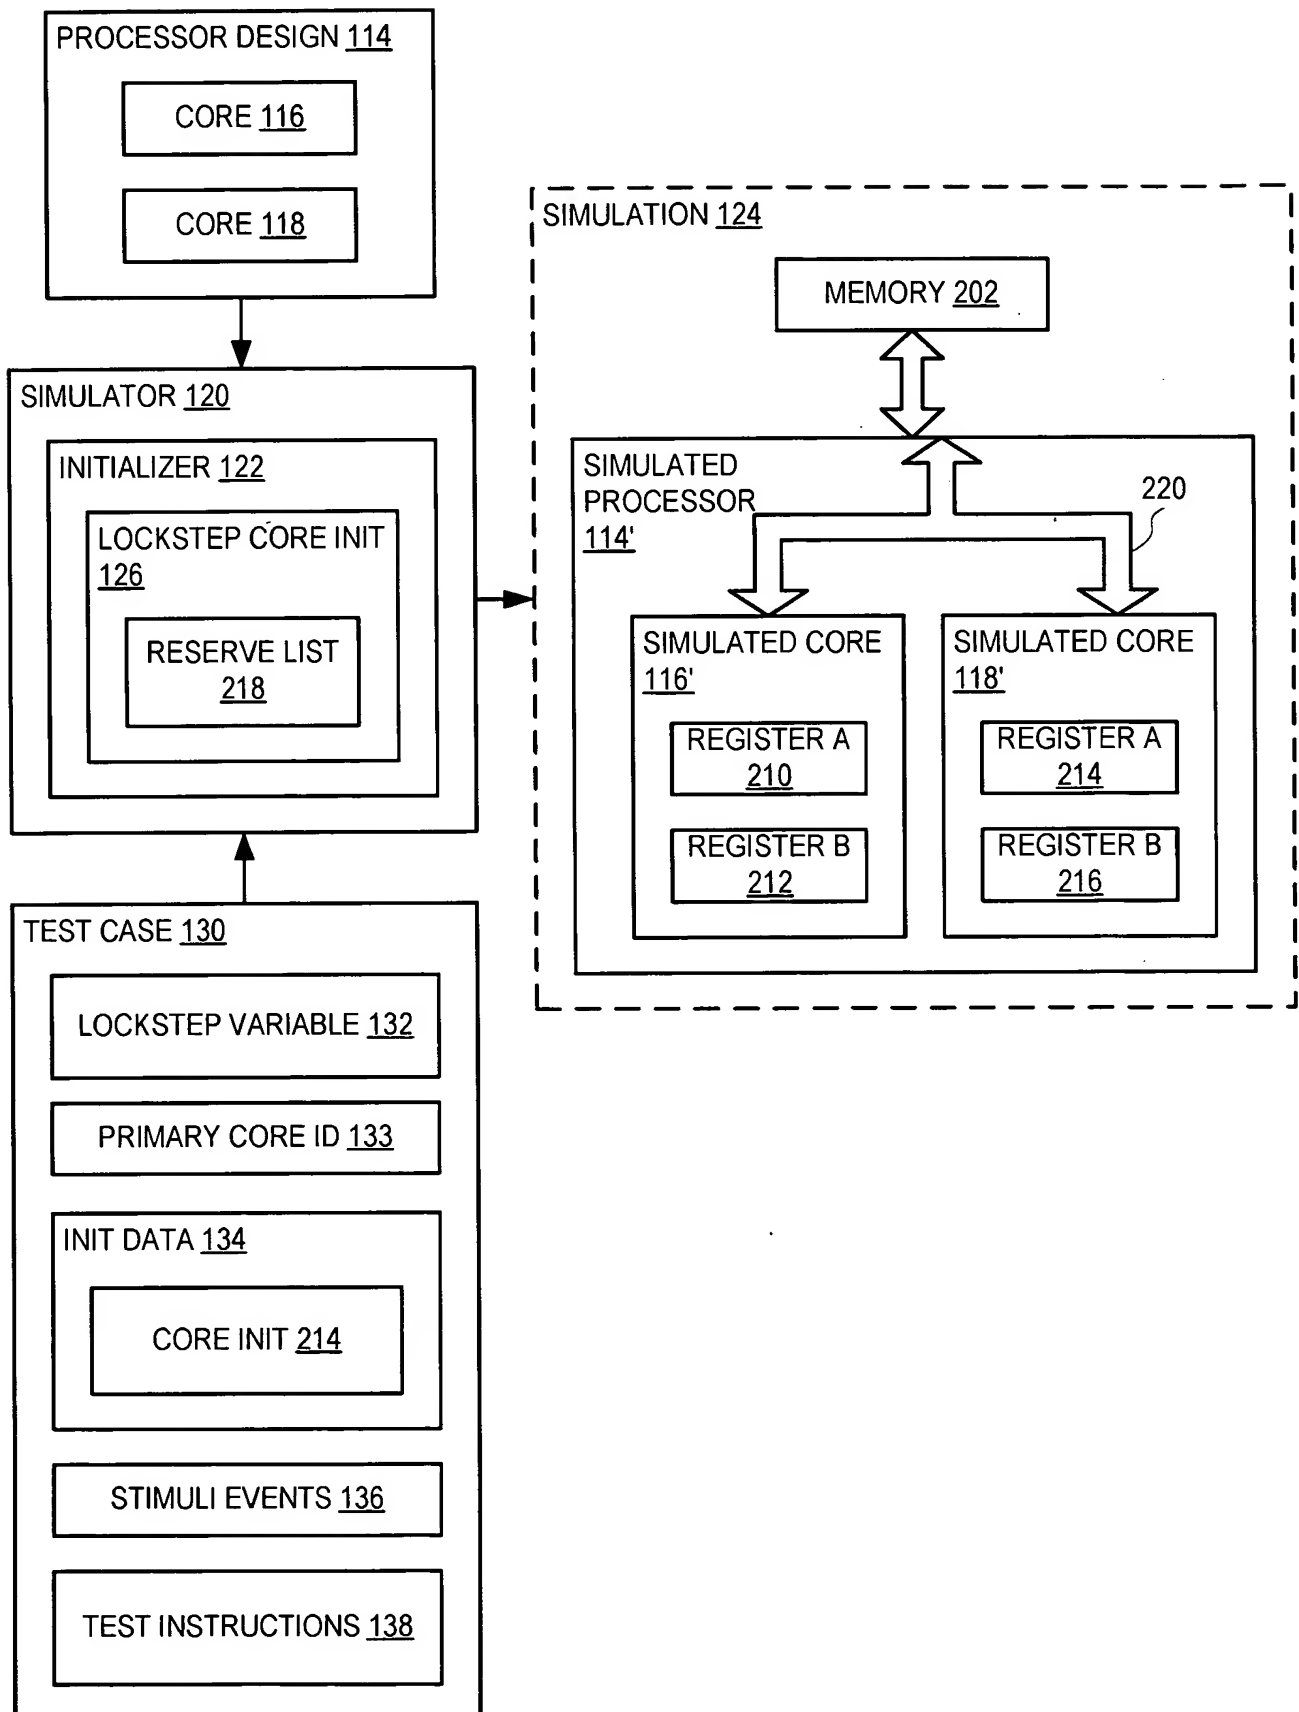 PROCESSOR DESIGN 114
CORE 116
CORE 118
SIMULATOR 120
INITIALIZER 122
LOCKSTEP CORE INIT
126
RESERVE LIST
218
TEST CASE 130
LOCKSTEP VARIABLE 132
PRIMARY CORE ID 133
INIT DATA 134
CORE INIT 214
STIMULI EVENTS 136
TEST INSTRUCTIONS 138
SIMULATION 124
MEMORY 202
SIMULATED
PROCESSOR
114'
220
SIMULATED CORE
116'
REGISTER A
210
REGISTER B
212
SIMULATED CORE
118'
REGISTER A
214
REGISTER B
216